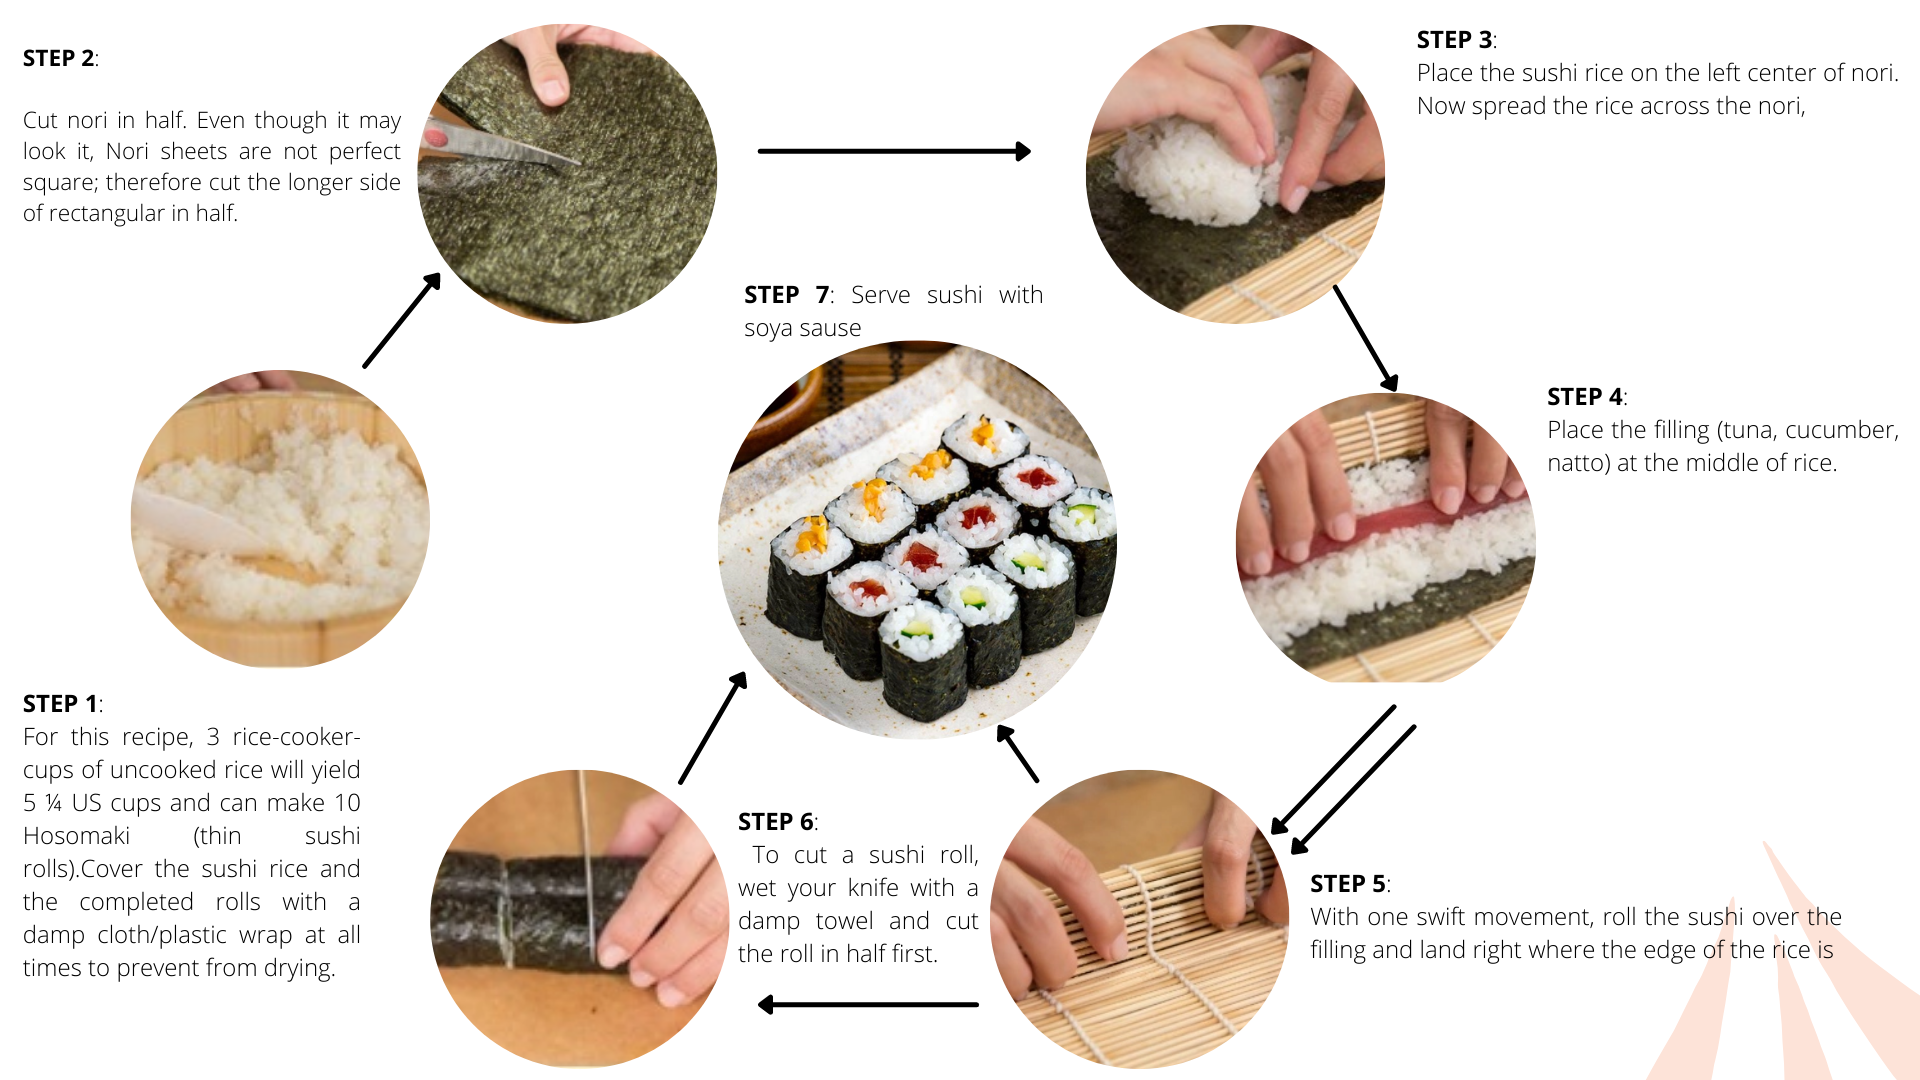 STEP 1:
For this recipe, 3 rice-cooker-
cups of uncooked rice will yield
5 ¼ US cups and can make 10
Hosomaki (thin sushi
rolls).Cover the sushi rice and
the completed rolls with a
damp cloth/plastic wrap at all
times to prevent from drying.
STEP 2:
Cut nori in half. Even though it may
look it, Nori sheets are not perfect
square; therefore cut the longer side
of rectangular in half.
STEP 3:
Place the sushi rice on the left center of nori.
Now spread the rice across the nori,
STEP 4:
Place the filling (tuna, cucumber,
natto) at the middle of rice.
STEP 5:
With one swift movement, roll the sushi over the
filling and land right where the edge of the rice is
STEP 6:
To cut a sushi roll,
wet your knife with a
damp towel and cut
the roll in half first.
STEP 7: Serve sushi with
soya sause